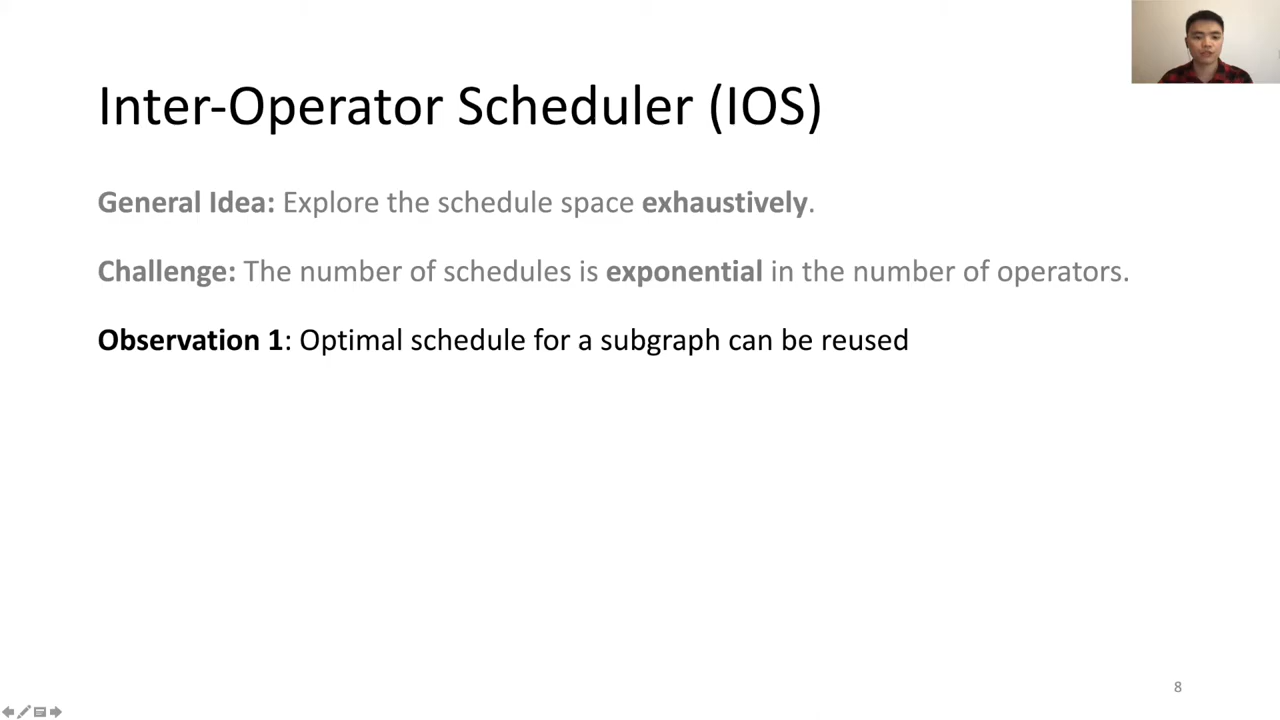 Inter-Operator Scheduler (IOS)
General Idea: Explore the schedule space exhaustively.
Challenge: The number of schedules is exponential in the number of operators.
Observation 1: Optimal schedule for a subgraph can be reused
8